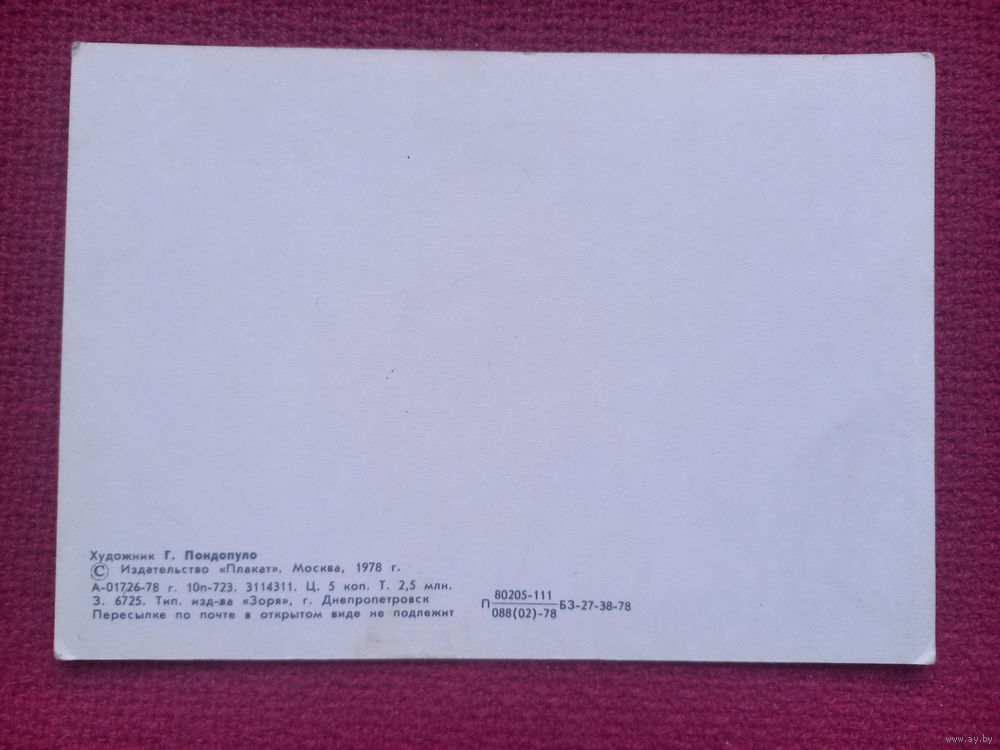 Художник Г. Пондопуло
© Издательство «Плакат». Москва, 1978 г.
А-01726-78 г. 10п-723. 3114311. Ц. 5 коп. Т. 2,5 млн.
З. 6725. Тип. изд-ва «Зоря», г. Днепропетровск
Пересылке по почте в открытом виде не подлежит
П 80205-111
088(02)-78 БЗ-27-38-78
www.ay.by